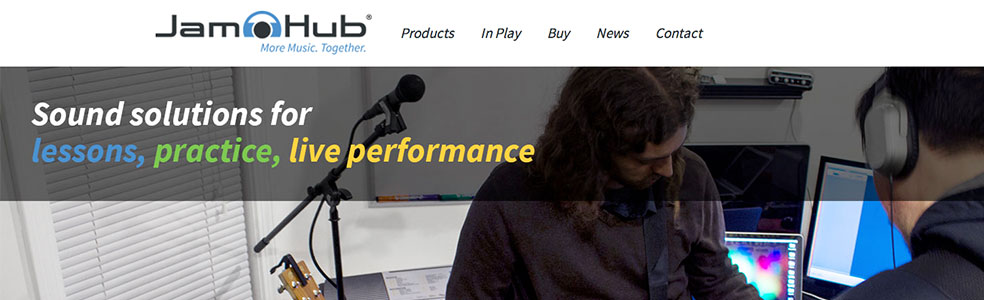 JamHub®
More Music. Together.
Products In Play Buy News Contact
Sound solutions for
lessons, practice, live performance